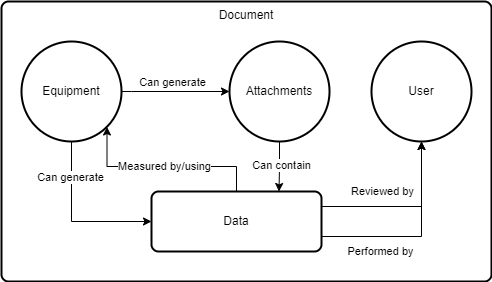 Document
Can generate
Equipment
Attachments
User
Can generate
Measured by/using
Can contain
Reviewed by
Data
Performed by